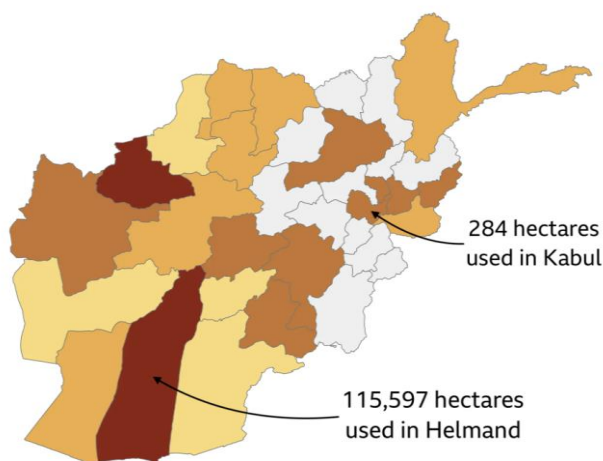 284 hectares
used in Kabul
115,597 hectares
used in Helmand